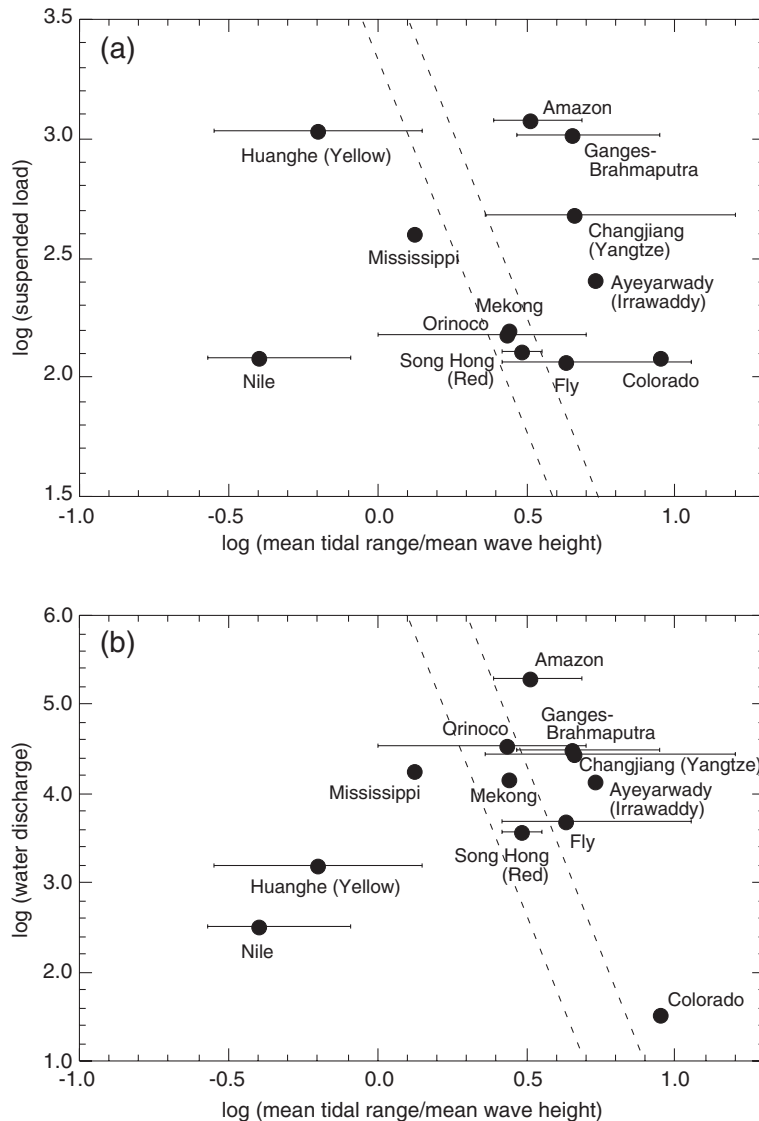 (a)
3.5
3.0
2.5
2.0
1.5
log (suspended load)
Amazon
Huanghe (Yellow)
Ganges-
Brahmaputra
Changjiang
(Yangtze)
Mississippi
Ayeyarwady
(Irrawaddy)
Mekong
Orinoco
Song Hong
(Red)
Nile
Fly
Colorado
-1.0 -0.5 0.0 0.5 1.0
log (mean tidal range/mean wave height)
(b)
6.0
5.0
4.0
3.0
2.0
1.0
log (water discharge)
Amazon
Orinoco
Ganges-
Brahmaputra
Changjiang (Yangtze)
Mississippi
Mekong
Ayeyarwady
(Irrawaddy)
Fly
Song Hong
(Red)
Huanghe (Yellow)
Nile
Colorado
-1.0 -0.5 0.0 0.5 1.0
log (mean tidal range/mean wave height)